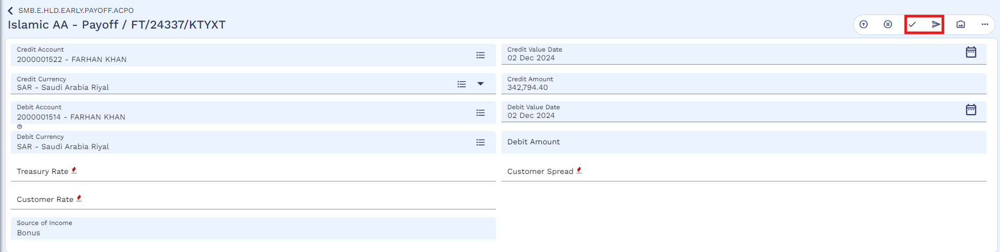 SMB.E.HLD.EARLY.PAYOFF.ACPO
Islamic AA - Payoff / FT/24337/KTYXT
Credit Account
2000001522 - FARHAN KHAN
Credit Value Date
02 Dec 2024
Credit Currency
SAR - Saudi Arabia Riyal
Credit Amount
342,794.40
Debit Account
2000001514 - FARHAN KHAN
Debit Value Date
02 Dec 2024
Debit Currency
SAR - Saudi Arabia Riyal
Debit Amount
Treasury Rate
Customer Spread
Customer Rate
Source of Income
Bonus